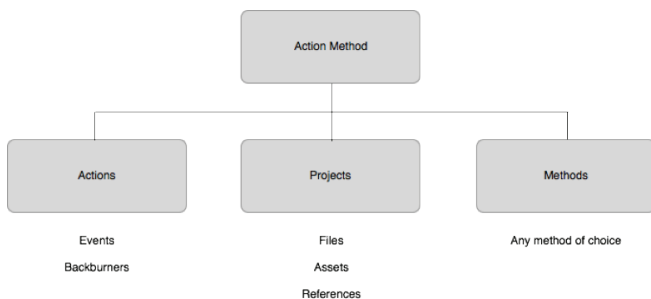 Action Method
Actions
Projects
Methods
Events
Files
Any method of choice
Backburners
Assets
References